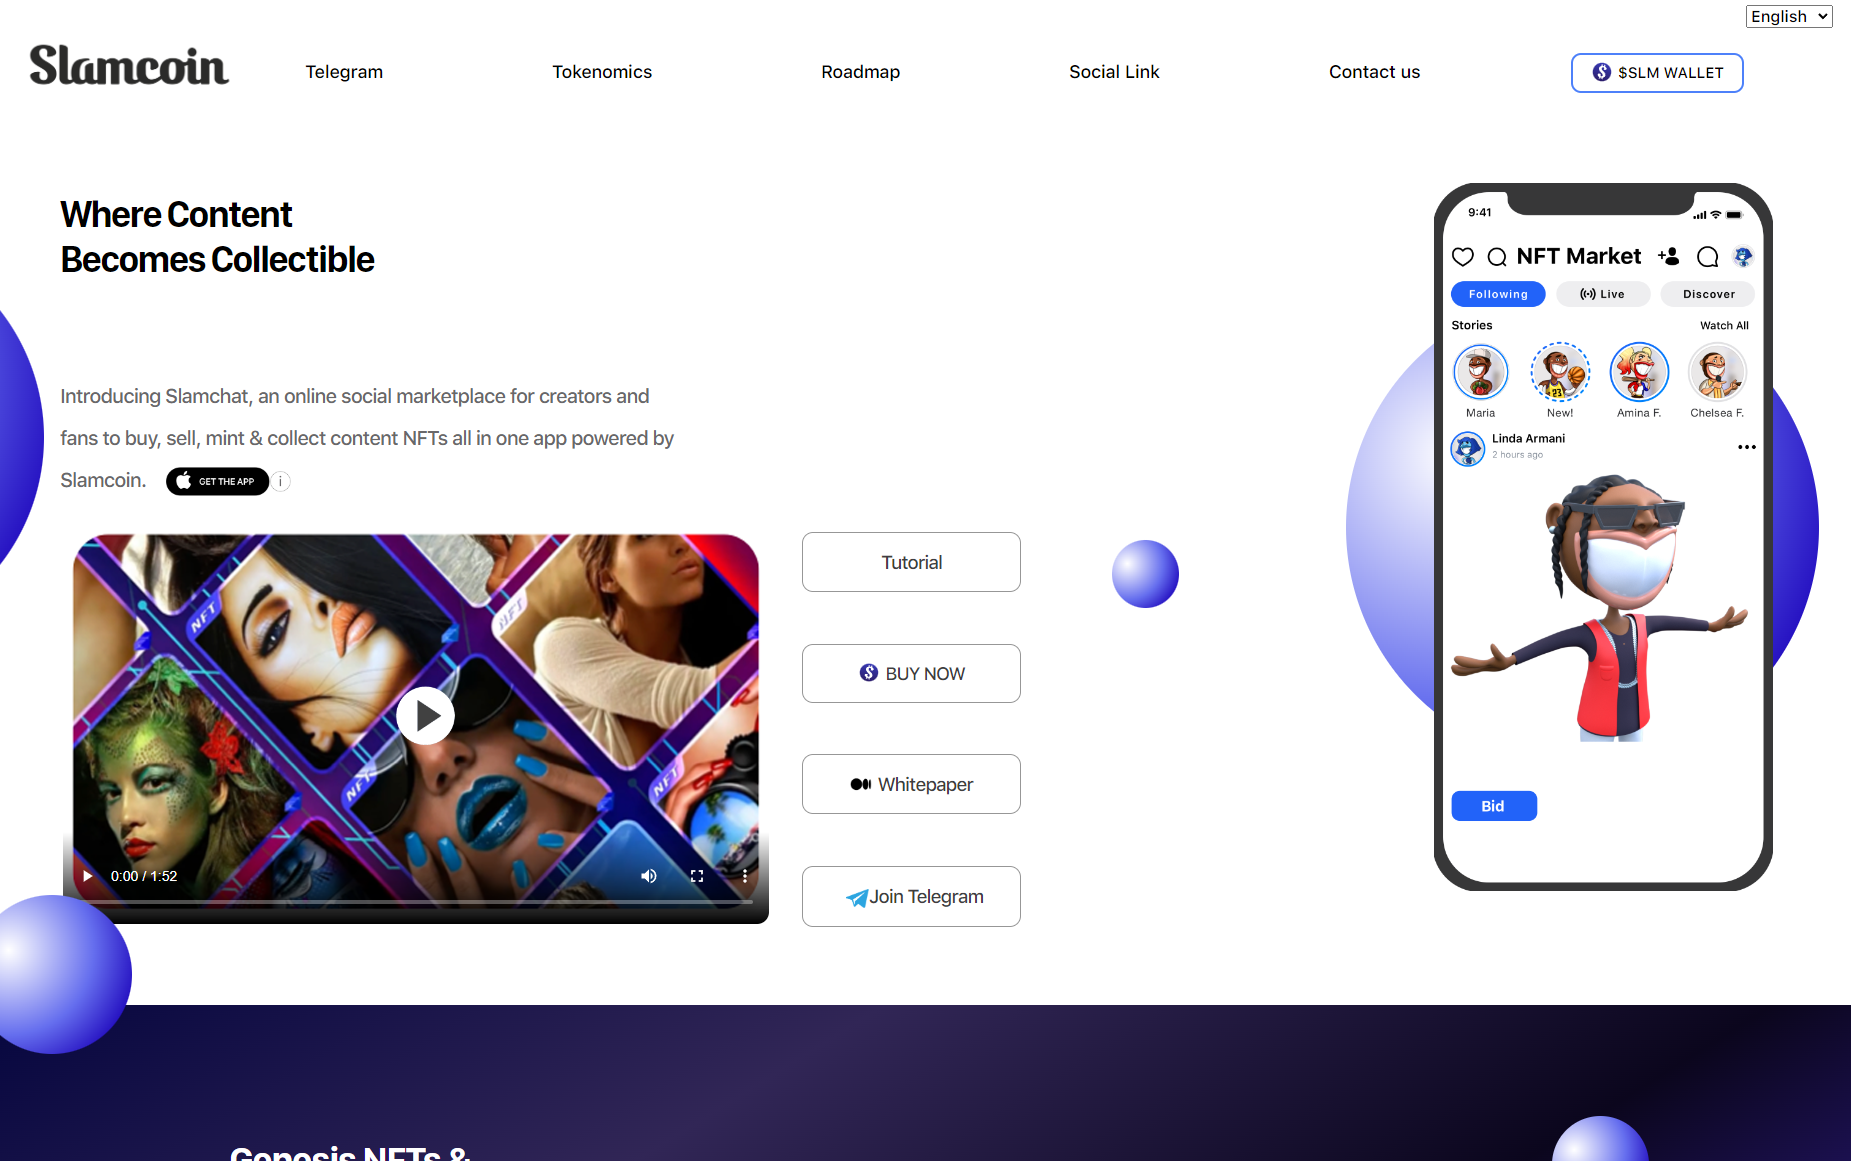 English
Slamcoin
Telegram
Tokenomics
Roadmap
Social Link
Contact us
$SLM WALLET
Where Content
Becomes Collectible
Introducing Slamchat, an online social marketplace for creators and
fans to buy, sell, mint & collect content NFTs all in one app powered by
Slamcoin.
GET THE APP
i
NFT
NFT
NFT
NFT
0:00 / 1:52
Tutorial
BUY NOW
Whitepaper
Join Telegram
9:41
NFT Market
Following
Live
Discover
Stories
Watch All
Maria
New!
Amina F.
Chelsea F.
Linda Armani
2 hours ago
23
Bid
Genesis NFTs &